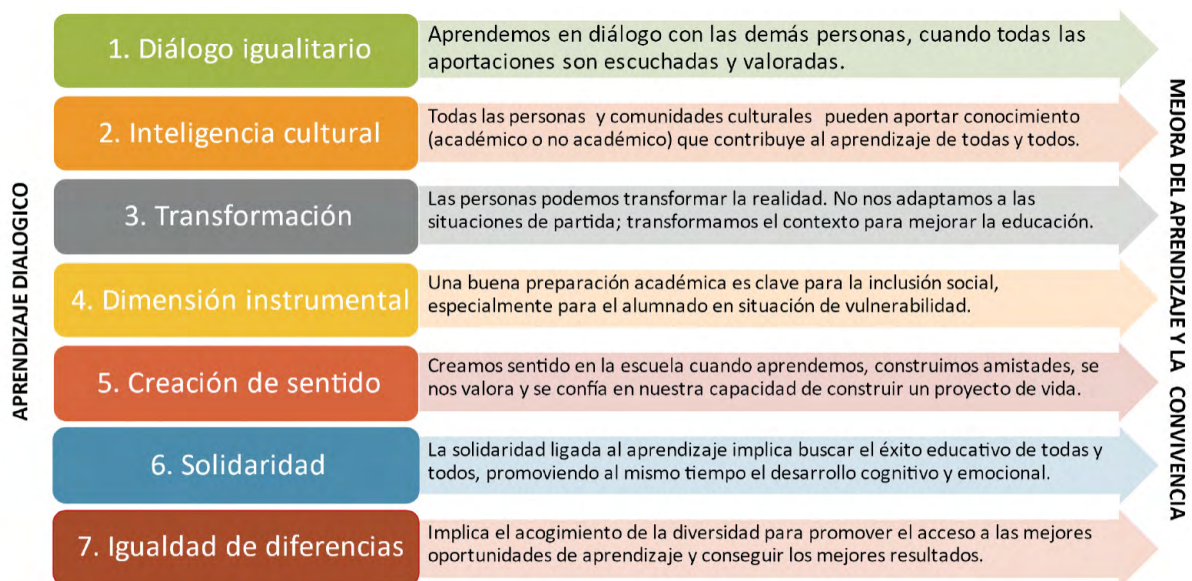 APRENDIZAJE DIALOGICO
1. Diálogo igualitario
Aprendemos en diálogo con las demás personas, cuando todas las
aportaciones son escuchadas y valoradas.
2. Inteligencia cultural
Todas las personas y comunidades culturales pueden aportar conocimiento
(académico o no académico) que contribuye al aprendizaje de todas y todos.
3. Transformación
Las personas podemos transformar la realidad. No nos adaptamos a las
situaciones de partida; transformamos el contexto para mejorar la educación.
4. Dimensión instrumental
Una buena preparación académica es clave para la inclusión social,
especialmente para el alumnado en situación de vulnerabilidad.
5. Creación de sentido
Creamos sentido en la escuela cuando aprendemos, construimos amistades, se
nos valora y se confía en nuestra capacidad de construir un proyecto de vida.
6. Solidaridad
La solidaridad ligada al aprendizaje implica buscar el éxito educativo de todas y
todos, promoviendo al mismo tiempo el desarrollo cognitivo y emocional.
7. Igualdad de diferencias
Implica el acogimiento de la diversidad para promover el acceso a las mejores
oportunidades de aprendizaje y conseguir los mejores resultados.
MEJORA DEL APRENDIZAJE Y LA CONVIVENCIA